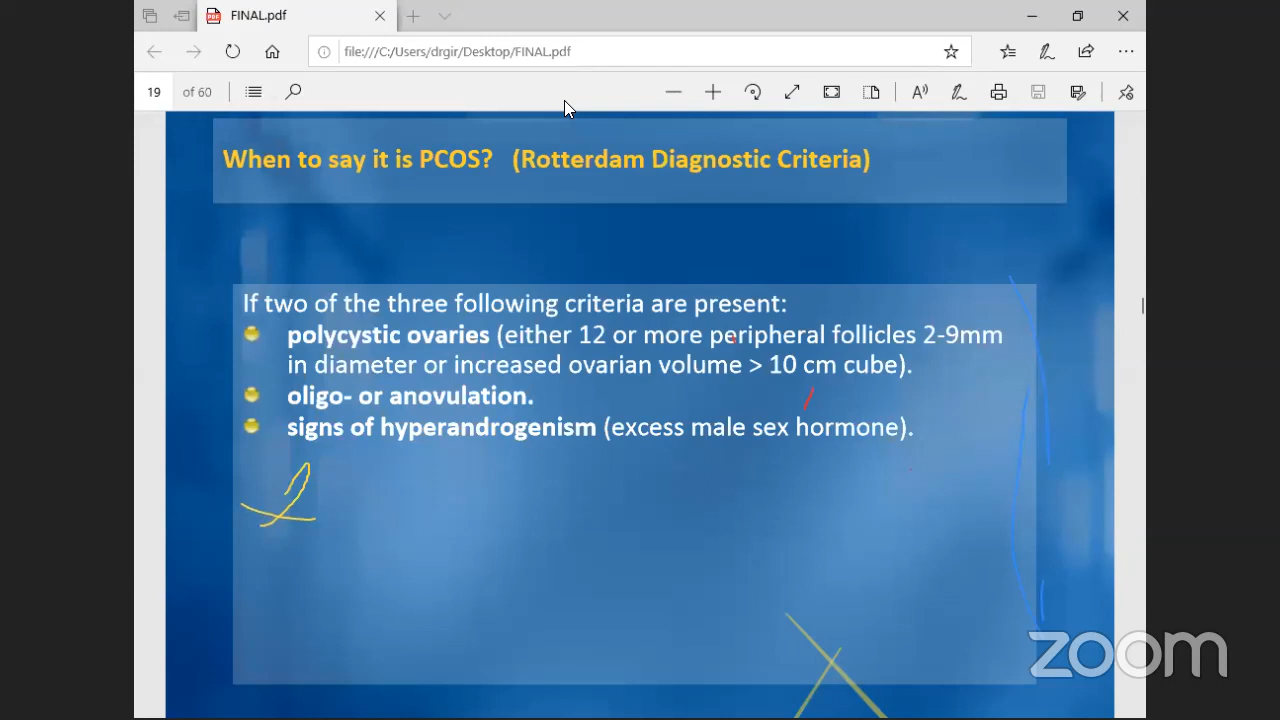 FINAL.pdf
file:///C:/Users/drgir/Desktop/FINAL.pdf
19 of 60
When to say it is PCOS? (Rotterdam Diagnostic Criteria)
If two of the three following criteria are present:
polycystic ovaries (either 12 or more peripheral follicles 2-9mm
in diameter or increased ovarian volume > 10 cm cube).
oligo- or anovulation.
signs of hyperandrogenism (excess male sex hormone).
zoom